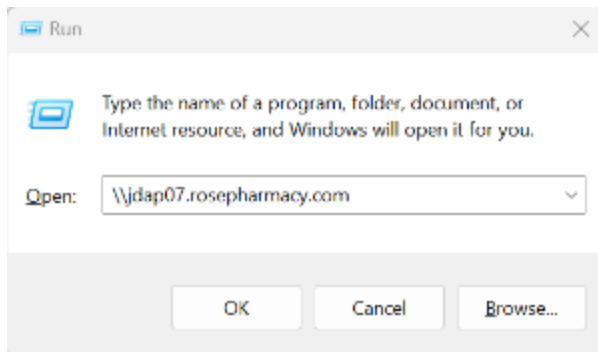 Run
Type the name of a program, folder, document, or
Internet resource, and Windows will open it for you.
Open: \\jdap07.rosepharmacy.com
OK Cancel Browse...